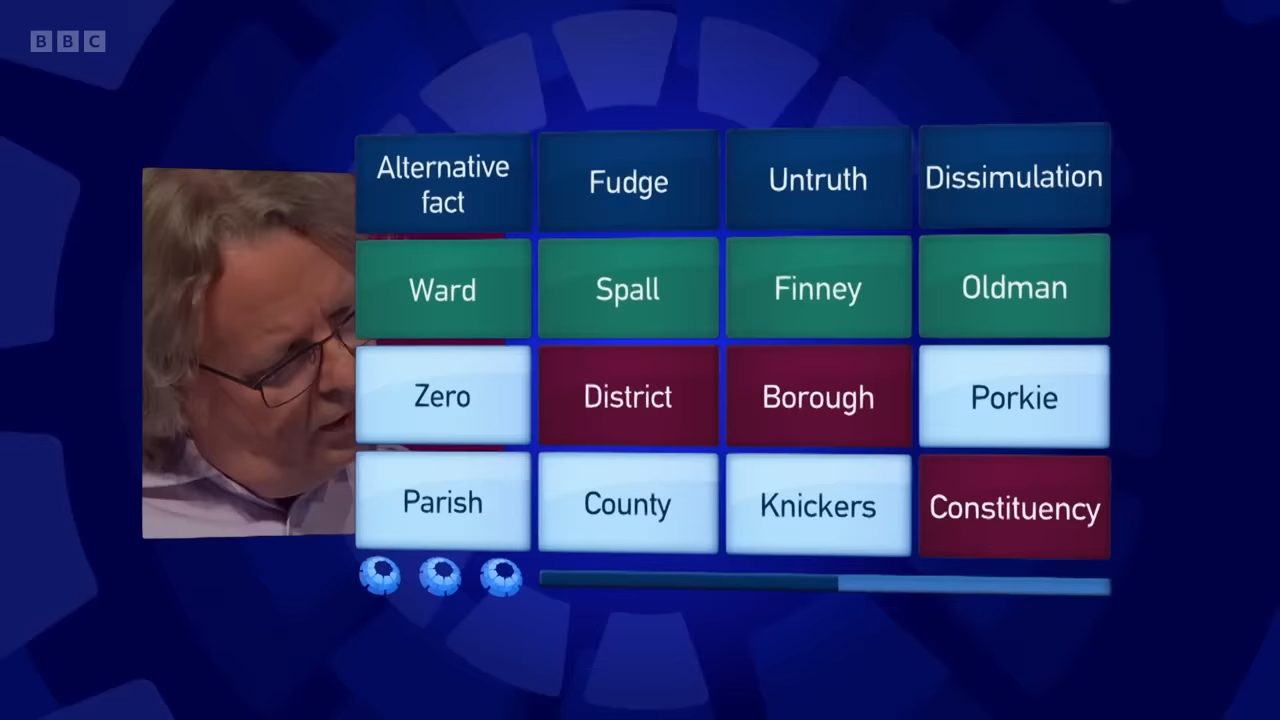 BBC
Alternative
fact
Fudge
Untruth
Dissimulation
Ward
Spall
Finney
Oldman
Zero
District
Borough
Porkie
Parish
County
Knickers
Constituency